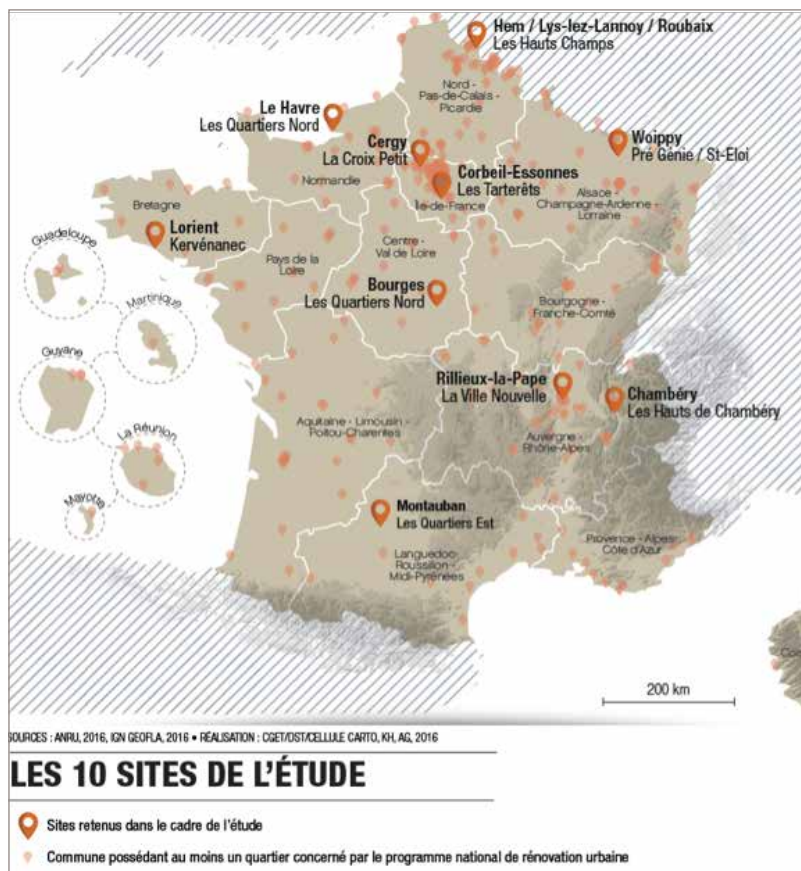 Hem / Lys-lez-Lannoy / Roubaix
Les Hauts Champs
Nord -
Pas-de-Calais -
Picardie
Le Havre
Les Quartiers Nord
Cergy
La Croix Petit
Woippy
Pré Génie / St-Eloi
Corbeil-Essonnes
Les Tarterêts
Normandie
Île-de-France
Alsace -
Champagne-Ardenne -
Lorraine
Bretagne
Lorient
Kervénanec
Guadeloupe
Pays de la
Loire
Centre -
Val de Loire
Bourges
Les Quartiers Nord
Bourgogne -
Franche-Comté
Martinique
Guyane
Rillieux-la-Pape
La Ville Nouvelle
Chambéry
Les Hauts de Chambéry
Aquitaine - Limousin -
Poitou-Charentes
Auvergne -
Rhône-Alpes
La Réunion
Mayotte
Montauban
Les Quartiers Est
Languedoc-
Roussillon -
Midi-Pyrénées
Provence - Alpes-
Côte d'Azur
200 km
SOURCES : ANRU, 2016, IGN GEOFLA, 2016 • RÉALISATION : CGET/DST/CELLULE CARTO, KH, AG, 2016
LES 10 SITES DE L'ÉTUDE
Sites retenus dans le cadre de l'étude
Commune possédant au moins un quartier concerné par le programme national de rénovation urbaine